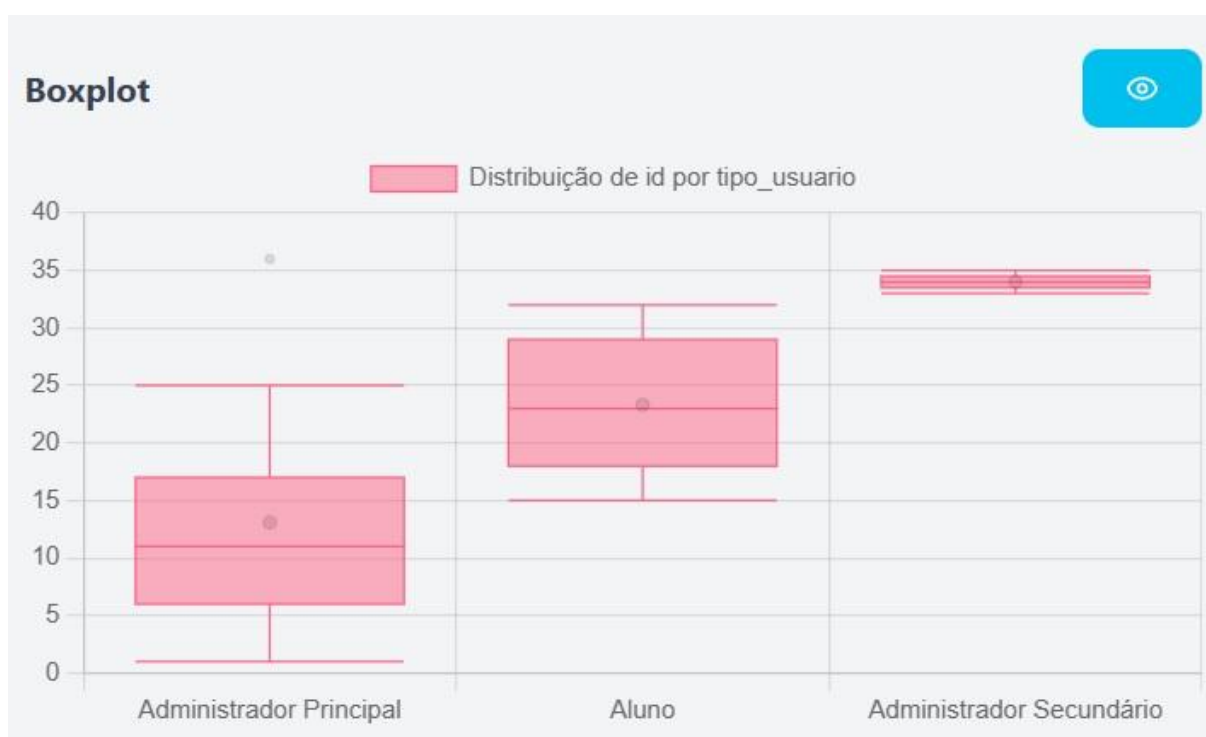 Boxplot
Distribuição de id por tipo_usuario
40
35
30
25
20
15
10
5
0
Administrador Principal
Aluno
Administrador Secundário